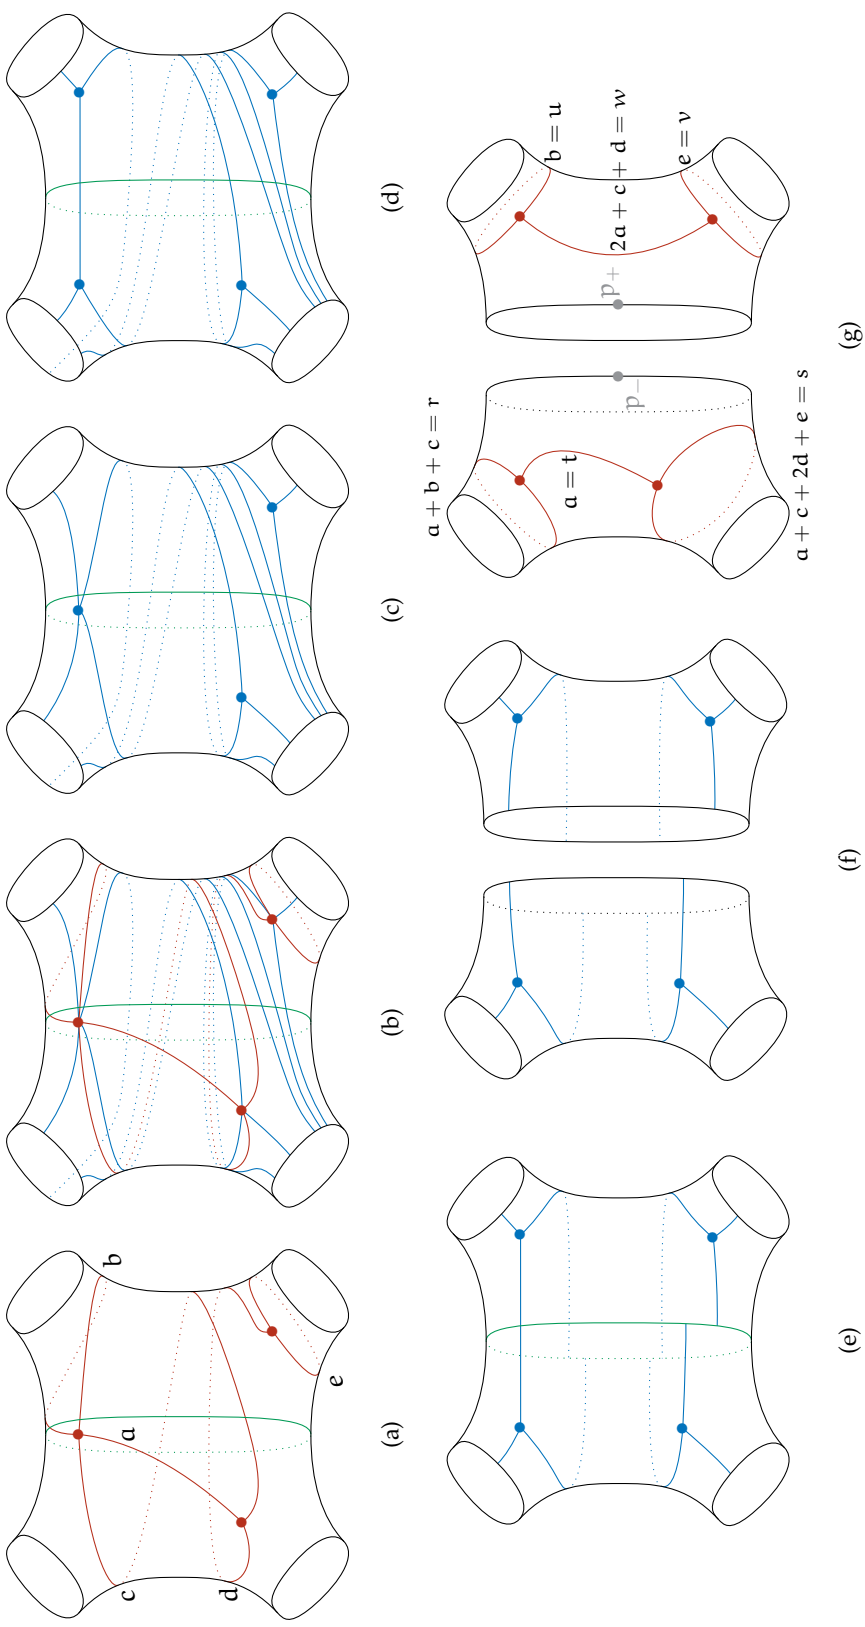 a
b
c
d
e
(a)
(b)
(c)
(d)
(e)
(f)
a + b + c = r
a = t
a + c + 2d + e = s
p−
p+
b = u
2a + c + d = w
e = v
(g)